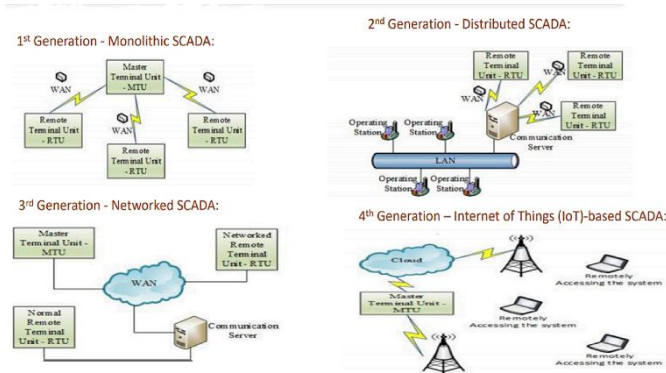 1st Generation - Monolithic SCADA:
Master
Terminal Unit
- MTU
WAN
WAN
WAN
Remote
Terminal Unit
- RTU
Remote
Terminal Unit
- RTU
Remote
Terminal Unit
- RTU
2nd Generation - Distributed SCADA:
Remote
Terminal
Unit - RTU
Remote
Terminal
Unit - RTU
Remote
Terminal
Unit - RTU
WAN
WAN
WAN
Operating
Station
Operating
Station
Communication
Server
LAN
Operating
Station
Operating
Station
3rd Generation - Networked SCADA:
Master
Terminal Unit -
MTU
Networked
Remote
Terminal
Unit - RTU
WAN
Normal
Remote
Terminal
Unit - RTU
Communication
Server
4th Generation – Internet of Things (IoT)-based SCADA:
Cloud
Remotely
Accessing the system
Master
Terminal Unit -
MTU
Remotely
Accessing the system
Remotely
Accessing the system